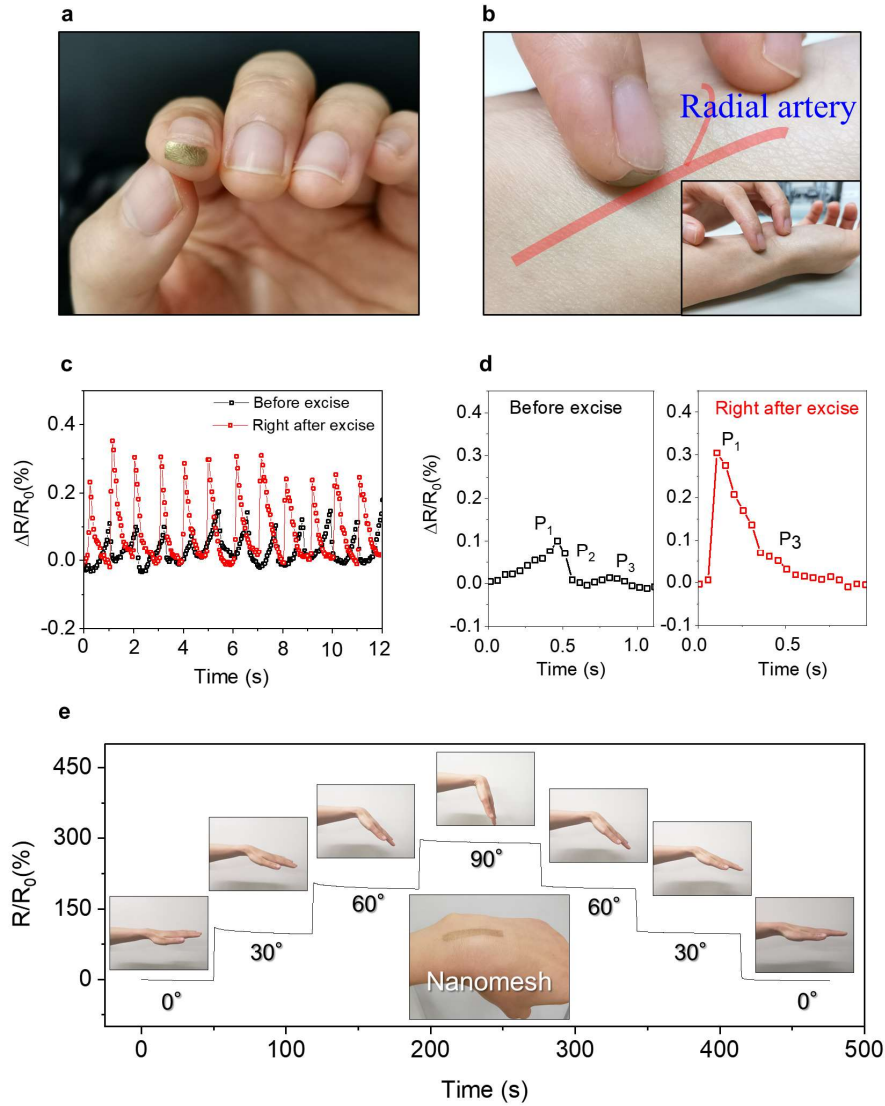 a
b
Radial artery
c
ΔR/R₀(%)
0.4
0.2
0.0
-0.2
Before excise
Right after excise
0 2 4 6 8 10 12
Time (s)
d
ΔR/R₀(%)
0.4
0.3
0.2
0.1
0.0
-0.1
Before excise
P₁
P₂
P₃
0.0 0.5 1.0
Time (s)
0.4
0.3
0.2
0.1
0.0
-0.1
Right after excise
P₁
P3
0.0 0.5
Time (s)
e
R/R₀(%)
450
300
150
0
0°
30°
60°
90°
60°
30°
0°
Nanomesh
0 100 200 300 400 500
Time (s)